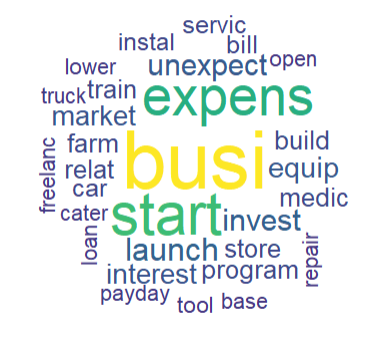 servic
instal bill
lower unexpect open
truck train expens
market
farm busi build
freelanc relat equip
car medic
cater start invest
loan launch store repair
interest program
payday tool base